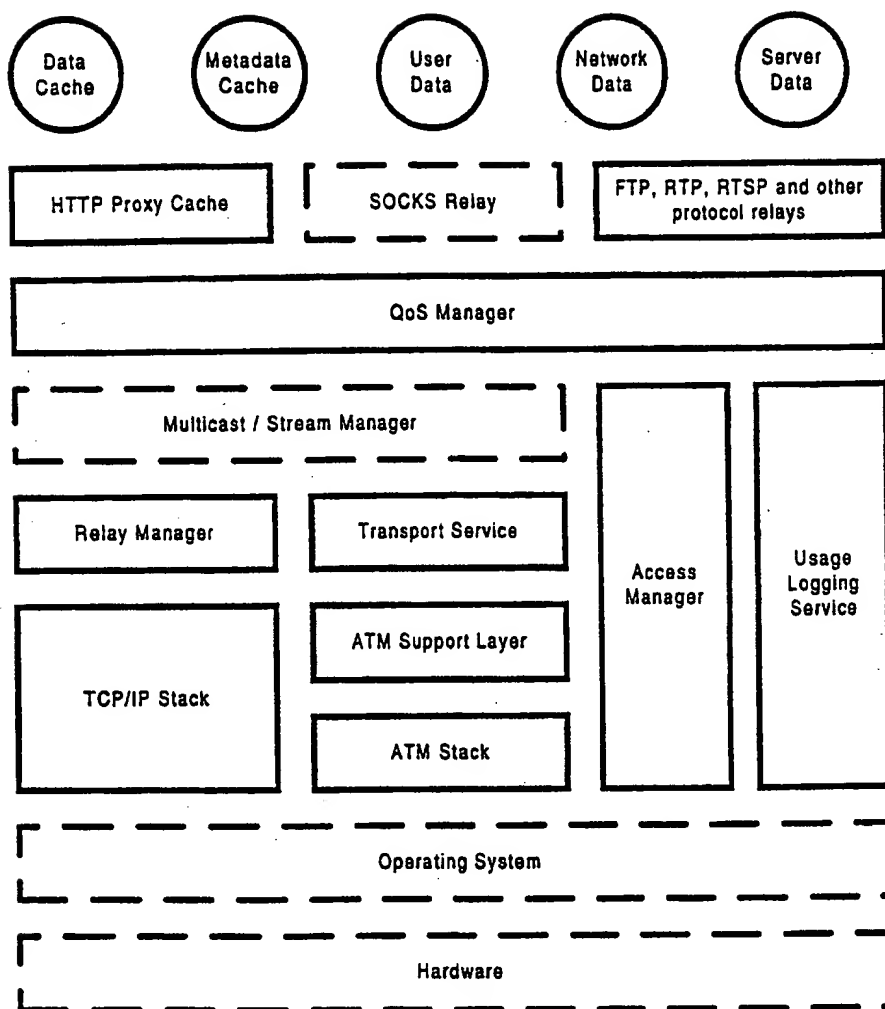 Data
Cache
Metadata
Cache
User
Data
Network
Data
Server
Data
HTTP Proxy Cache
SOCKS Relay
FTP, RTP, RTSP and other
protocol relays
QoS Manager
Multicast / Stream Manager
Relay Manager
Transport Service
Access
Manager
Usage
Logging
Service
ATM Support Layer
TCP/IP Stack
ATM Stack
Operating System
Hardware